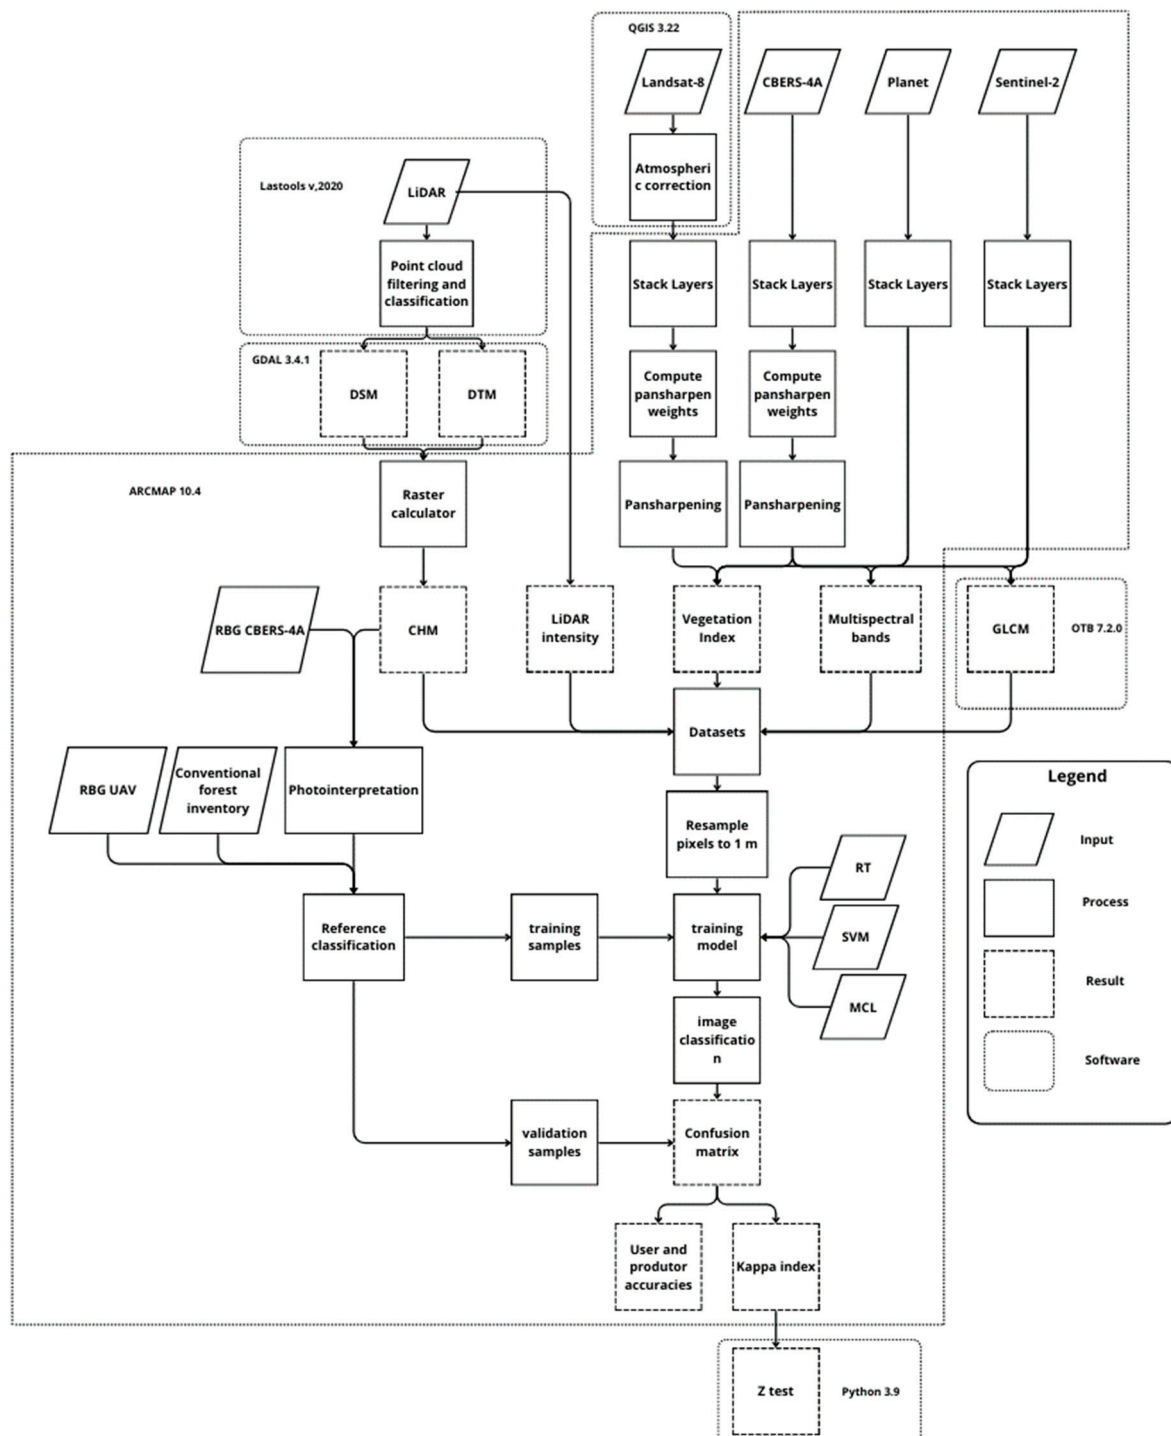 QGIS 3.22
Landsat-8
CBERS-4A
Planet
Sentinel-2
Atmospheri
c correction
Lastools v,2020
LiDAR
Point cloud
filtering and
classification
Stack Layers
Stack Layers
Stack Layers
Stack Layers
GDAL 3.4.1
DSM
DTM
Compute
pansharpen
weights
Compute
pansharpen
weights
ARCMAP 10.4
Raster
calculator
Pansharpening
Pansharpening
RBG CBERS-4A
CHM
LiDAR
intensity
Vegetation
Index
Multispectral
bands
GLCM
OTB 7.2.0
Datasets
RBG UAV
Conventional
forest
inventory
Photointerpretation
Resample
pixels to 1 m
Legend
Input
Process
Result
Software
RT
SVM
MCL
Reference
classification
training
samples
training
model
image
classificatio
n
validation
samples
Confusion
matrix
User and
produtor
accuracies
Kappa index
Z test
Python 3.9